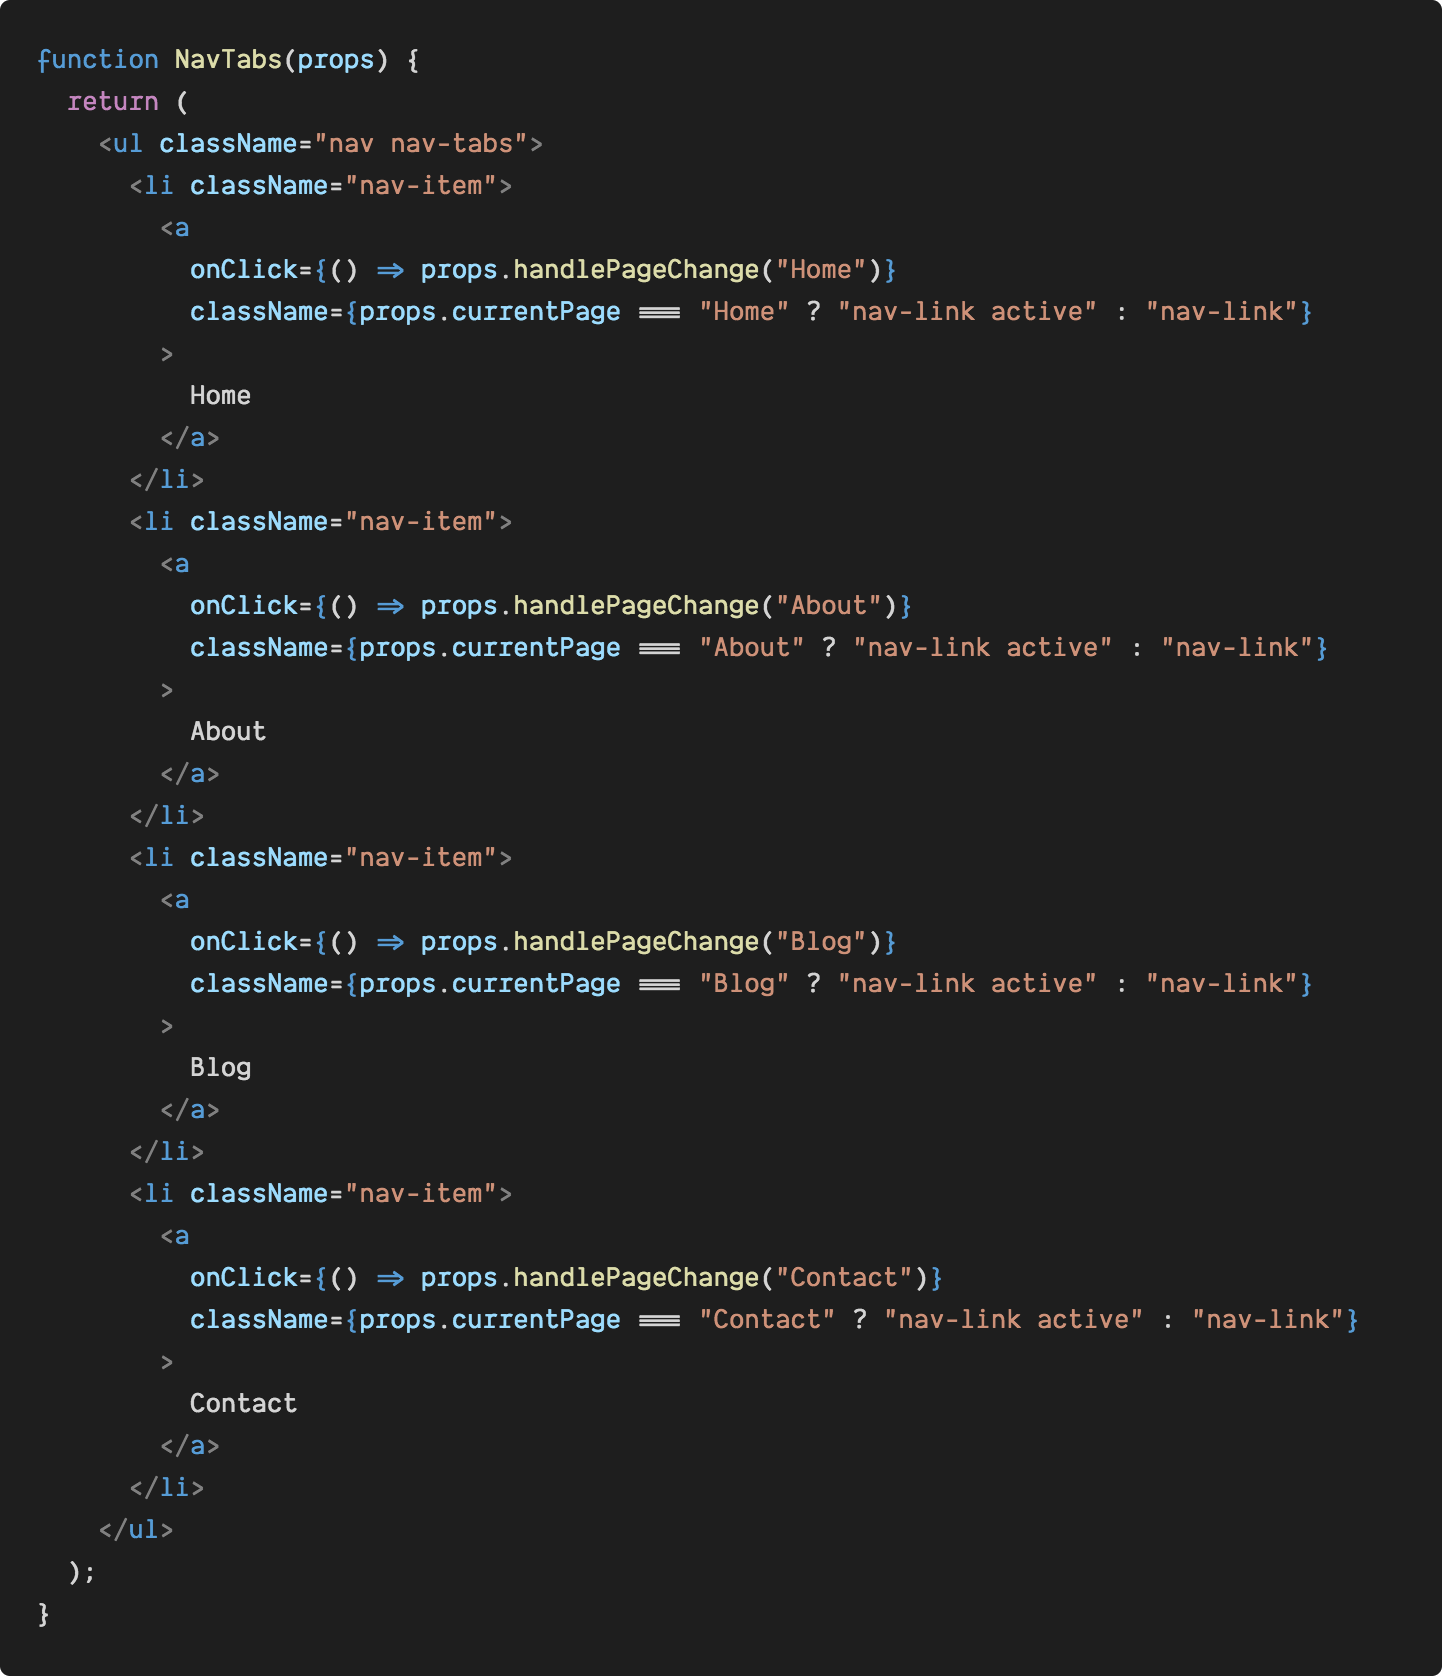 function NavTabs(props) {
  return (
    <ul className="nav nav-tabs">
      <li className="nav-item">
        <a
          onClick={() => props.handlePageChange("Home")}
          className={props.currentPage === "Home" ? "nav-link active" : "nav-link"}
        >
          Home
        </a>
      </li>
      <li className="nav-item">
        <a
          onClick={() => props.handlePageChange("About")}
          className={props.currentPage === "About" ? "nav-link active" : "nav-link"}
        >
          About
        </a>
      </li>
      <li className="nav-item">
        <a
          onClick={() => props.handlePageChange("Blog")}
          className={props.currentPage === "Blog" ? "nav-link active" : "nav-link"}
        >
          Blog
        </a>
      </li>
      <li className="nav-item">
        <a
          onClick={() => props.handlePageChange("Contact")}
          className={props.currentPage === "Contact" ? "nav-link active" : "nav-link"}
        >
          Contact
        </a>
      </li>
    </ul>
  );
}